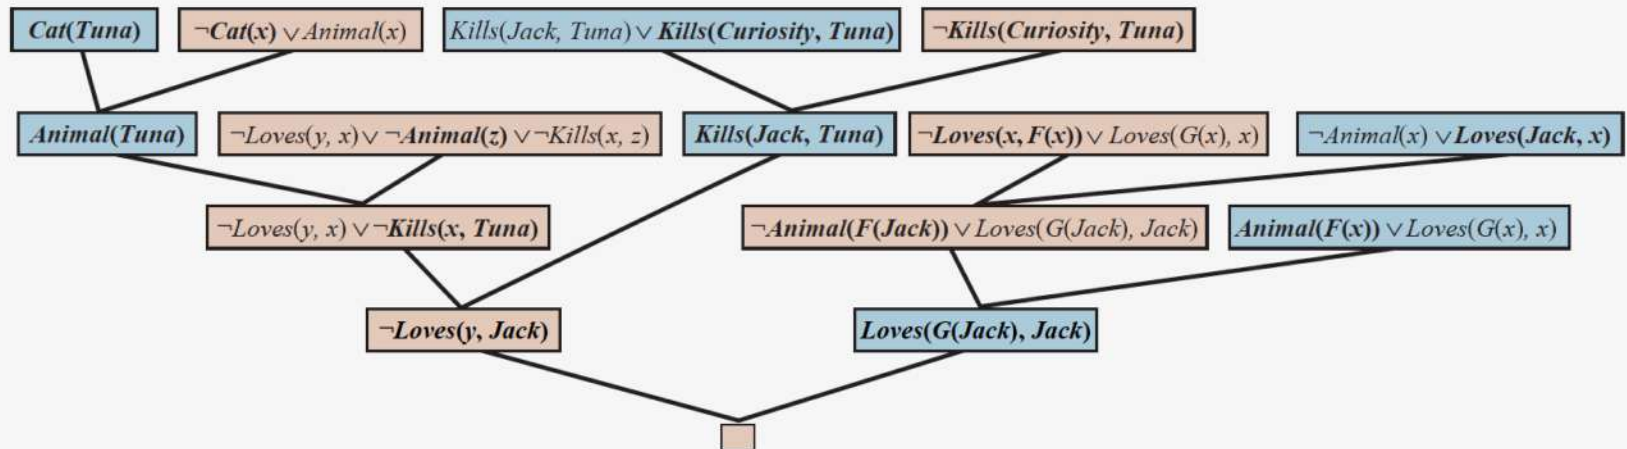 Cat(Tuna) ¬Cat(x) ∨ Animal(x) Kills(Jack, Tuna) ∨ Kills(Curiosity, Tuna) ¬Kills(Curiosity, Tuna)
Animal(Tuna) ¬Loves(y, x) ∨ ¬Animal(z) ∨ ¬Kills(x, z) Kills(Jack, Tuna) ¬Loves(x, F(x)) ∨ Loves(G(x), x) ¬Animal(x) ∨ Loves(Jack, x)
¬Loves(y, x) ∨ ¬Kills(x, Tuna) ¬Animal(F(Jack)) ∨ Loves(G(Jack), Jack) Animal(F(x)) ∨ Loves(G(x), x)
¬Loves(y, Jack) Loves(G(Jack), Jack)